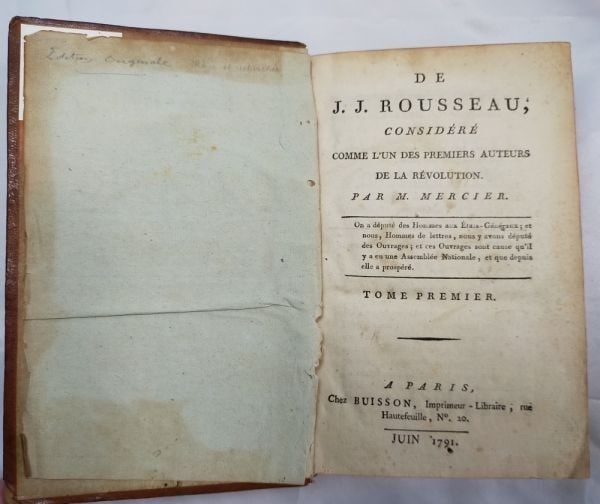 Edition originale
DE
J. J. ROUSSEAU,
CONSIDÉRÉ
COMME L'UN DES PREMIERS AUTEURS
DE LA RÉVOLUTION.
PAR M. MERCIER.
On a député des Hommes aux États-Généraux; et
nous, Hommes de lettres, nous y avons député
des Ouvrages; et ces Ouvrages sont cause qu'il
y a eu une Assemblée Nationale, et que depuis
elle a prospéré.
TOME PREMIER.
A PARIS,
Chez BUISSON, Imprimeur-Libraire; rue
Hautefeuille, N°. 20.
JUIN 1791.